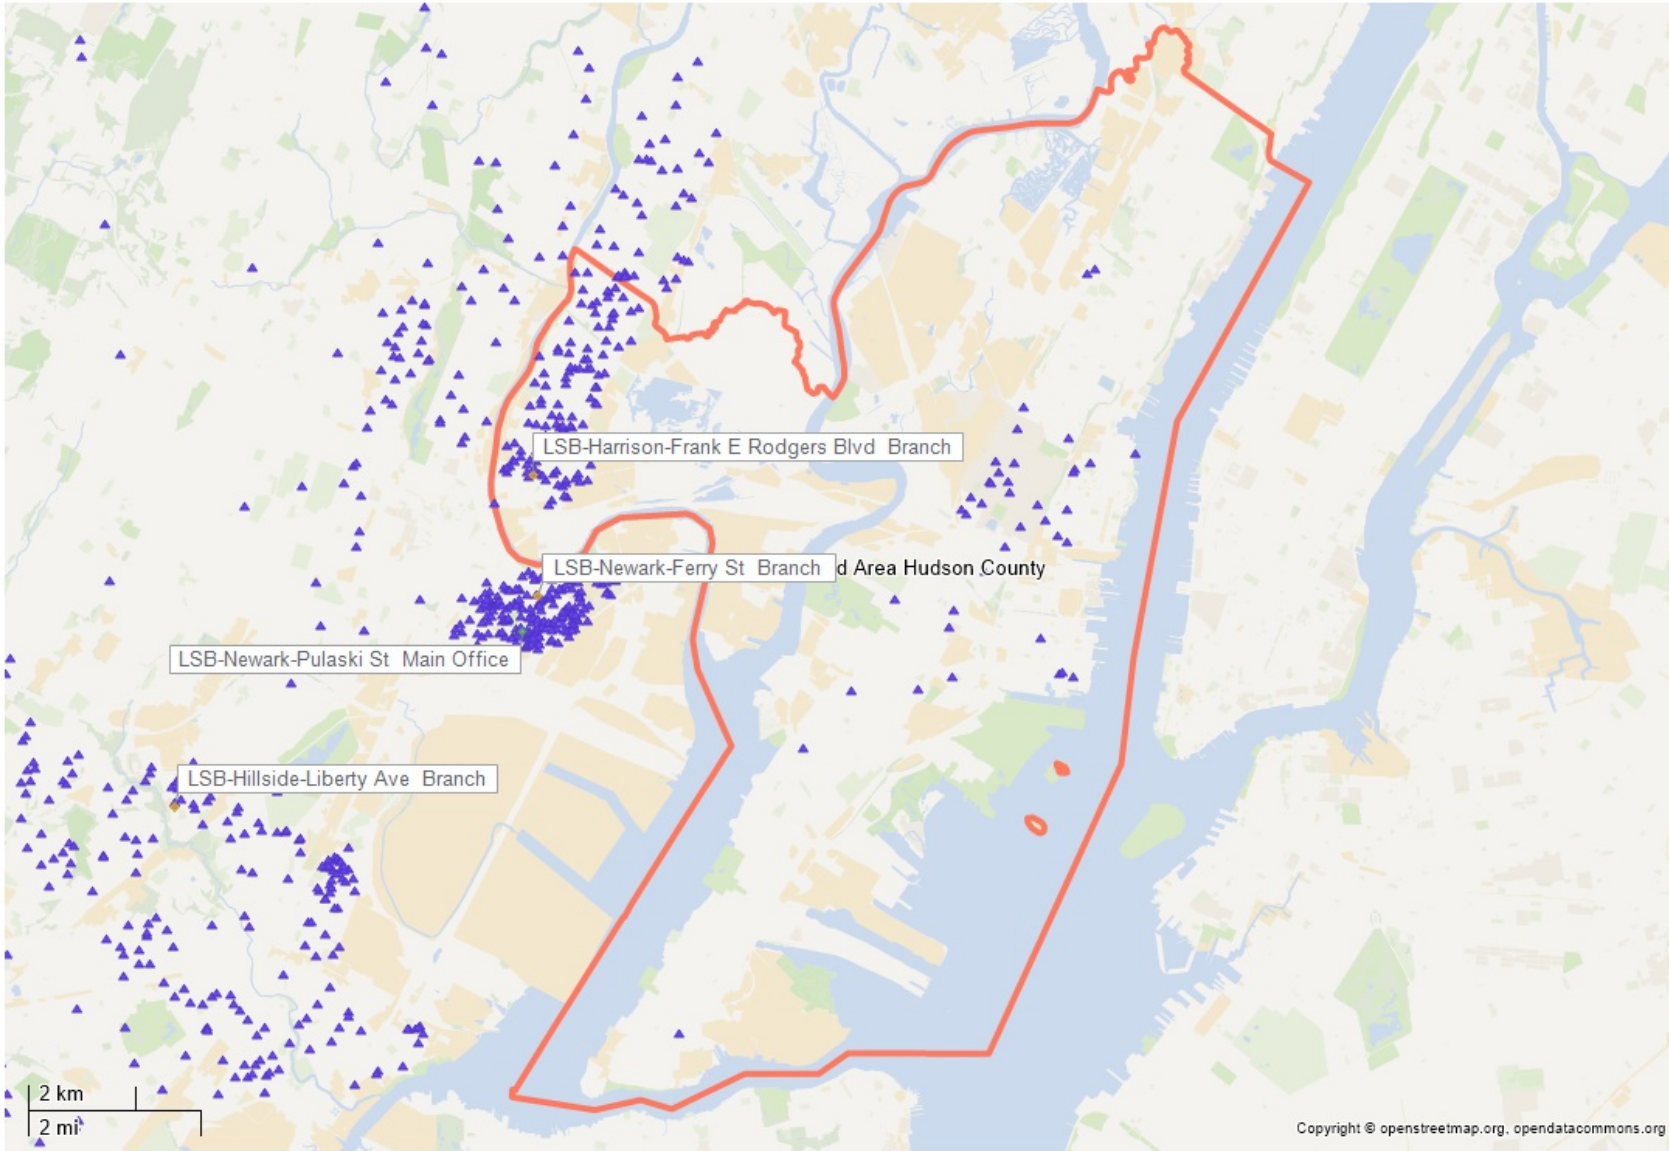 LSB-Harrison-Frank E Rodgers Blvd Branch
LSB-Newark-Ferry St Branch
d Area Hudson County
LSB-Newark-Pulaski St Main Office
LSB-Hillside-Liberty Ave Branch
2 km
2 mi
Copyright © openstreetmap.org, opendatacommons.org